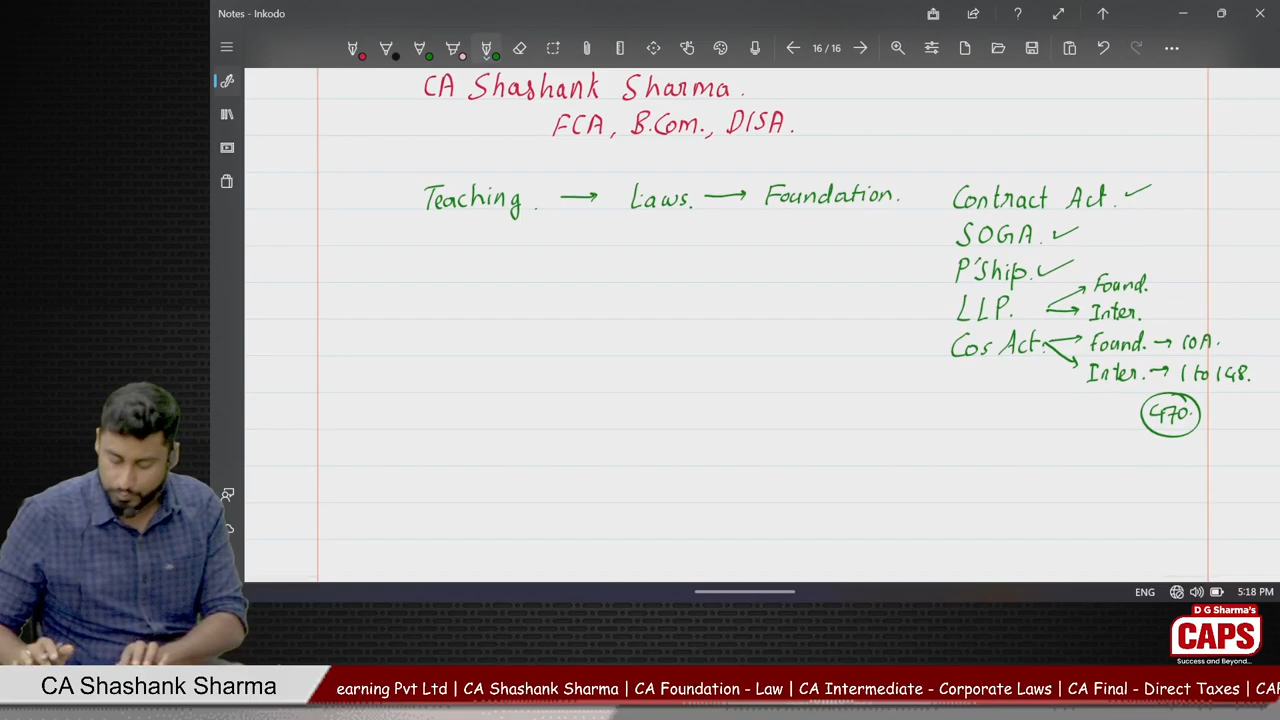 Notes - Inkodo
16/16
CA Shashank Sharma.
FCA, B.Com., DISA.
Teaching. → Laws. → Foundation. Contract Act. ✓
SOGA. ✓
P'Ship. ✓
Found.
LLP.
Inter.
Cos Act. Found. → COA.
Inter. → 1 to 148.
470.
ENG 5:18 PM
D G Sharma's
CAPS
Success and Beyond...
CA Shashank Sharma
earning Pvt Ltd | CA Shashank Sharma | CA Foundation - Law | CA Intermediate - Corporate Laws | CA Final - Direct Taxes | CAP